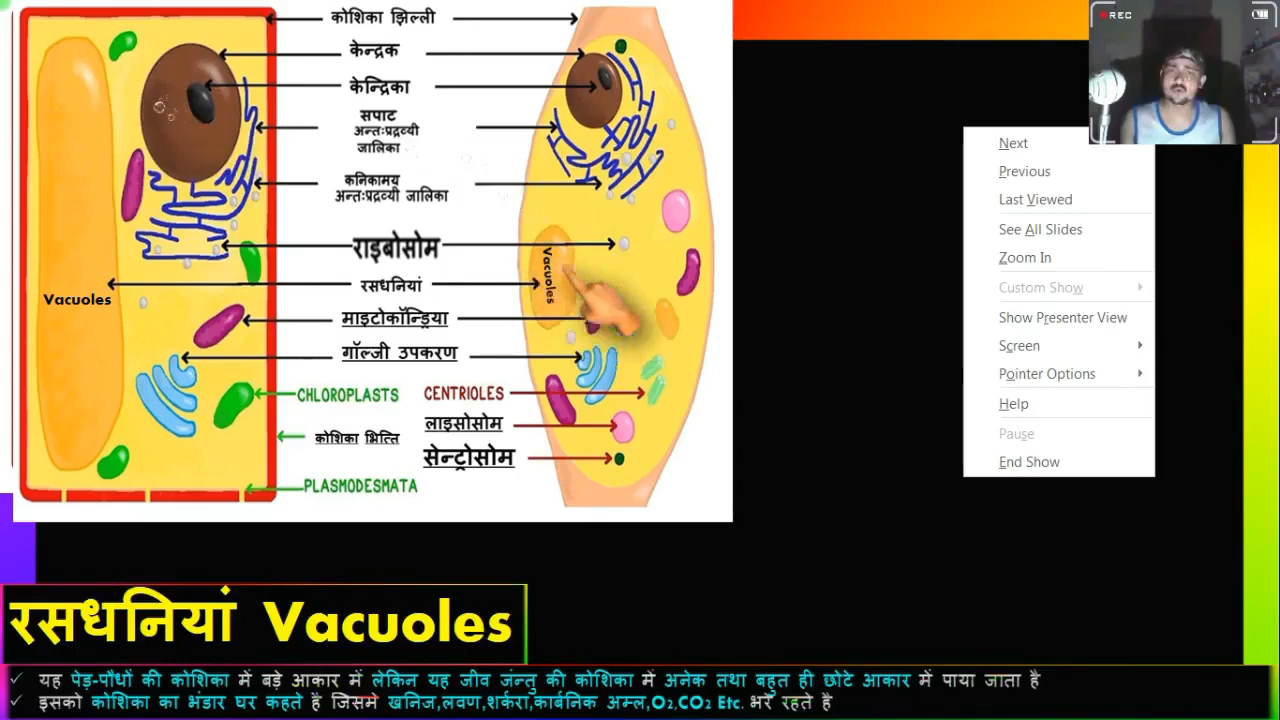 कोशिका झिल्ली
केन्द्रक
केन्द्रिका
सपाट
अन्तःप्रद्रव्यी
जालिका
कनिकामय
अन्तःप्रद्रव्यी जालिका
राइबोसोम
रसधनियां
Vacuoles
Vacuoles
माइटोकॉन्ड्रिया
गॉल्जी उपकरण
CHLOROPLASTS
CENTRIOLES
लाइसोसोम
कोशिका भित्ति
सेन्ट्रोसोम
PLASMODESMATA
REC
Next
Previous
Last Viewed
See All Slides
Zoom In
Custom Show
Show Presenter View
Screen
Pointer Options
Help
Pause
End Show
रसधनियां Vacuoles
✓ यह पेड़-पौधों की कोशिका में बड़े आकार में लेकिन यह जीव जंन्तु की कोशिका में अनेक तथा बहुत ही छोटे आकार में पाया जाता है
✓ इसको कोशिका का भंडार घर कहते है जिसमे खनिज,लवण,शर्करा,कार्बनिक अम्ल,O₂,CO₂ Etc. भरे रहते है